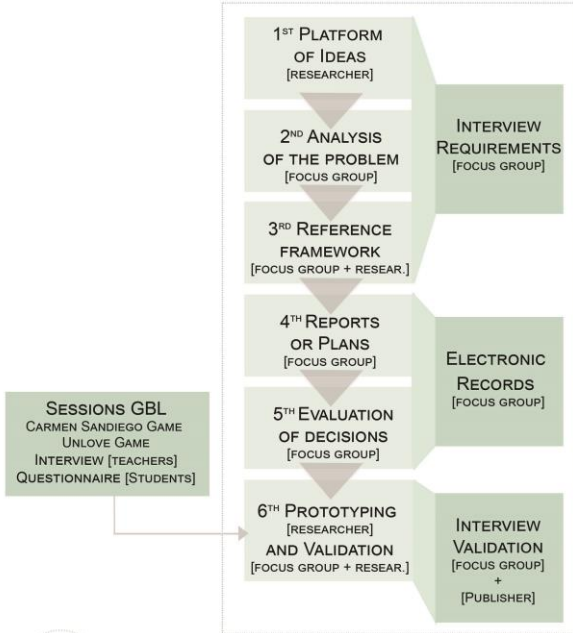 1ST PLATFORM
OF IDEAS
[RESEARCHER]
2ND ANALYSIS
OF THE PROBLEM
[FOCUS GROUP]
3RD REFERENCE
FRAMEWORK
[FOCUS GROUP + RESEAR.]
INTERVIEW
REQUIREMENTS
[FOCUS GROUP]
4TH REPORTS
OR PLANS
[FOCUS GROUP]
5TH EVALUATION
OF DECISIONS
[FOCUS GROUP]
ELECTRONIC
RECORDS
[FOCUS GROUP]
SESSIONS GBL
CARMEN SANDIEGO GAME
UNLOVE GAME
INTERVIEW [TEACHERS]
QUESTIONNAIRE [STUDENTS]
6TH PROTOTYPING
[RESEARCHER]
AND VALIDATION
[FOCUS GROUP + RESEAR.]
INTERVIEW
VALIDATION
[FOCUS GROUP]
+
[PUBLISHER]